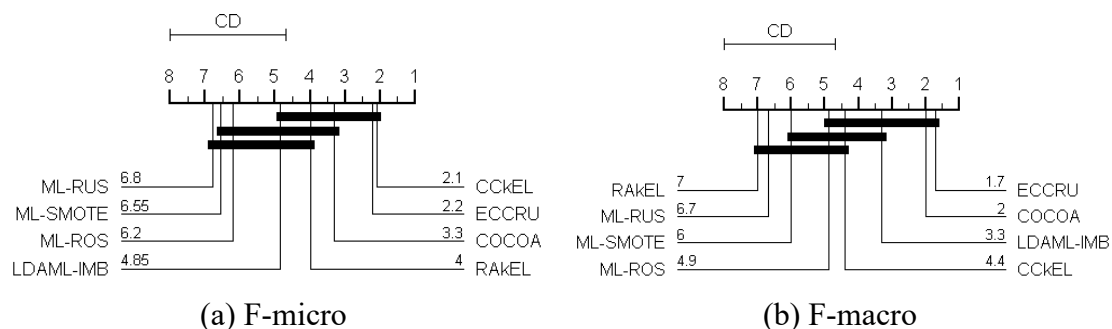 CD
8 7 6 5 4 3 2 1
ML-RUS 6.8 2.1 CCkEL
ML-SMOTE 6.55 2.2 ECCRU
ML-ROS 6.2 3.3 COCOA
LDAML-IMB 4.85 4 RAkEL
(a) F-micro
CD
8 7 6 5 4 3 2 1
RAkEL 7 1.7 ECCRU
ML-RUS 6.7 2 COCOA
ML-SMOTE 6 3.3 LDAML-IMB
ML-ROS 4.9 4.4 CCkEL
(b) F-macro